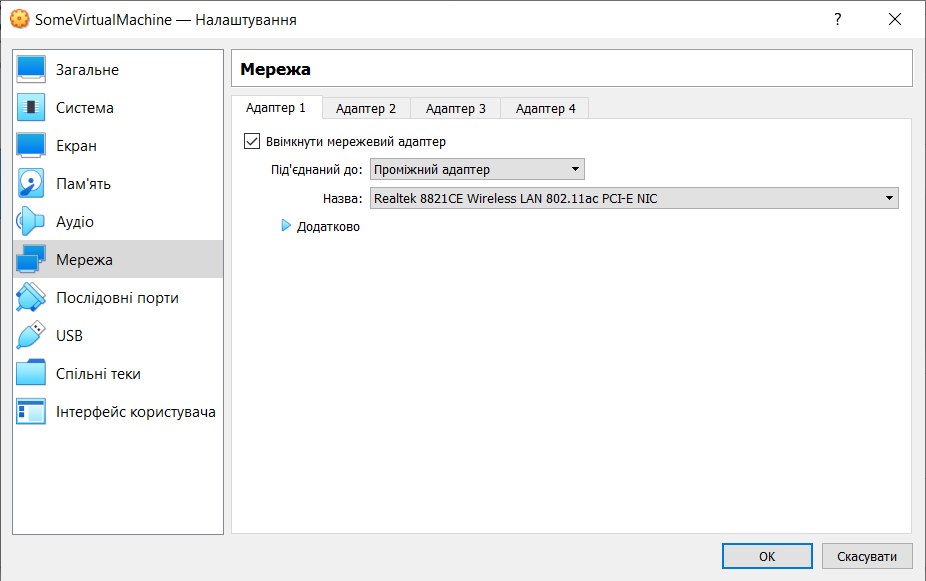 SomeVirtualMachine — Налаштування
?
Загальне
Система
Екран
Пам'ять
Аудіо
Мережа
Послідовні порти
USB
Спільні теки
Інтерфейс користувача
Мережа
Адаптер 1 Адаптер 2 Адаптер 3 Адаптер 4
Ввімкнути мережевий адаптер
Під'єднаний до: Проміжний адаптер
Назва: Realtek 8821CE Wireless LAN 802.11ac PCI-E NIC
Додатково
OK Скасувати